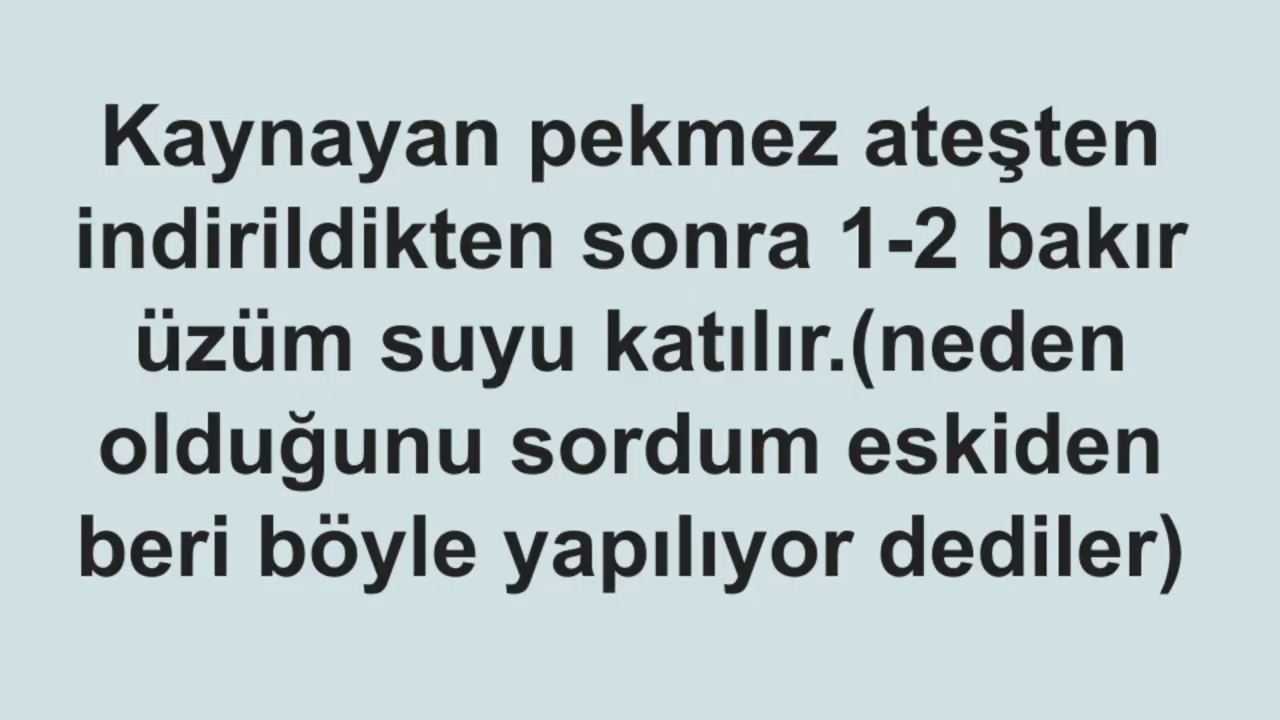 Kaynayan pekmez ateşten
indirildikten sonra 1-2 bakır
üzüm suyu katılır.(neden
olduğunu sordum eskiden
beri böyle yapılıyor dediler)